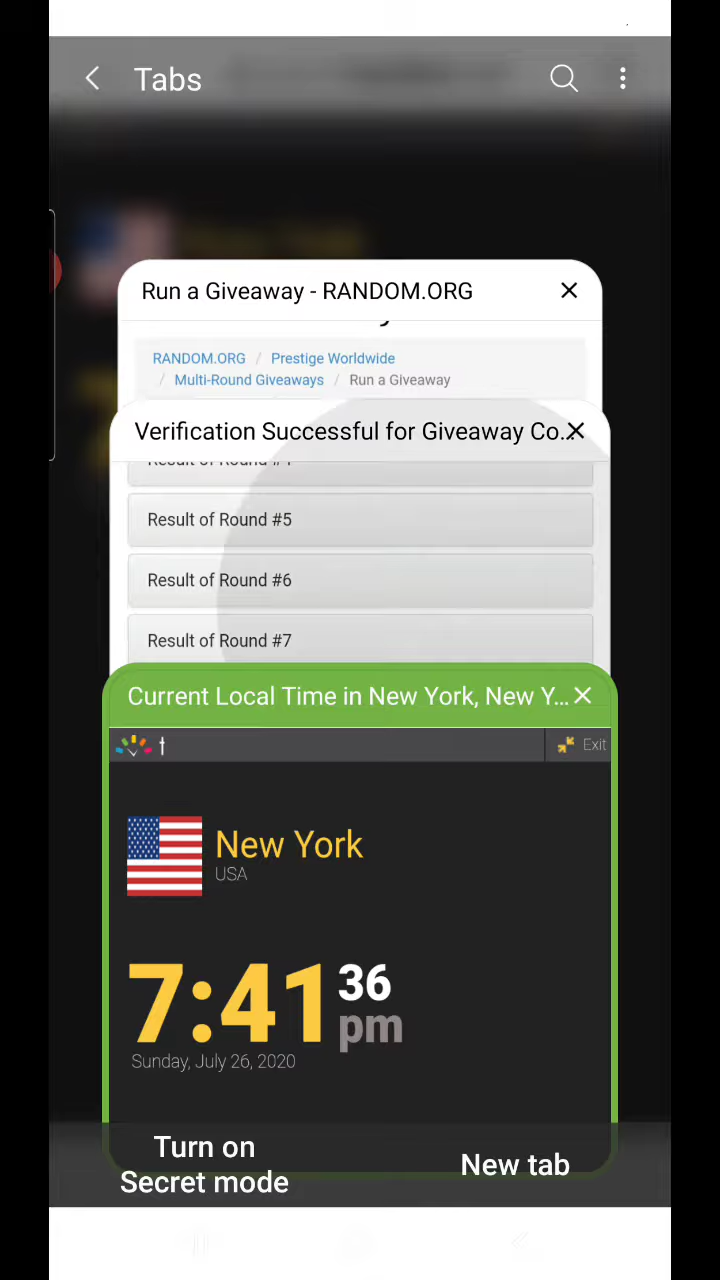 Tabs
Run a Giveaway - RANDOM.ORG
RANDOM.ORG / Prestige Worldwide
/ Multi-Round Giveaways / Run a Giveaway
Verification Successful for Giveaway Co...
Result of Round #5
Result of Round #6
Result of Round #7
Current Local Time in New York, New Y...
t
Exit
New York
USA
7:41 36
pm
Sunday, July 26, 2020
Turn on
Secret mode
New tab